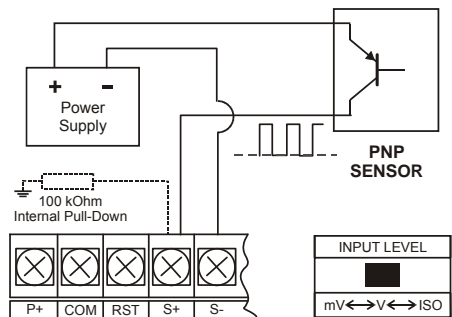 + -
Power
Supply
PNP
SENSOR
100 kOhm
Internal Pull-Down
INPUT LEVEL
mV↔V↔ISO
P+ COM RST S+ S-